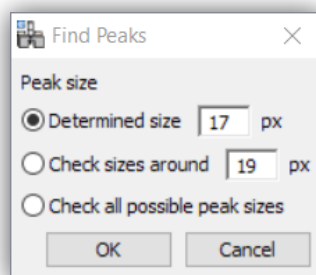 Find Peaks
Peak size
Determined size 17 px
Check sizes around 19 px
Check all possible peak sizes
OK Cancel